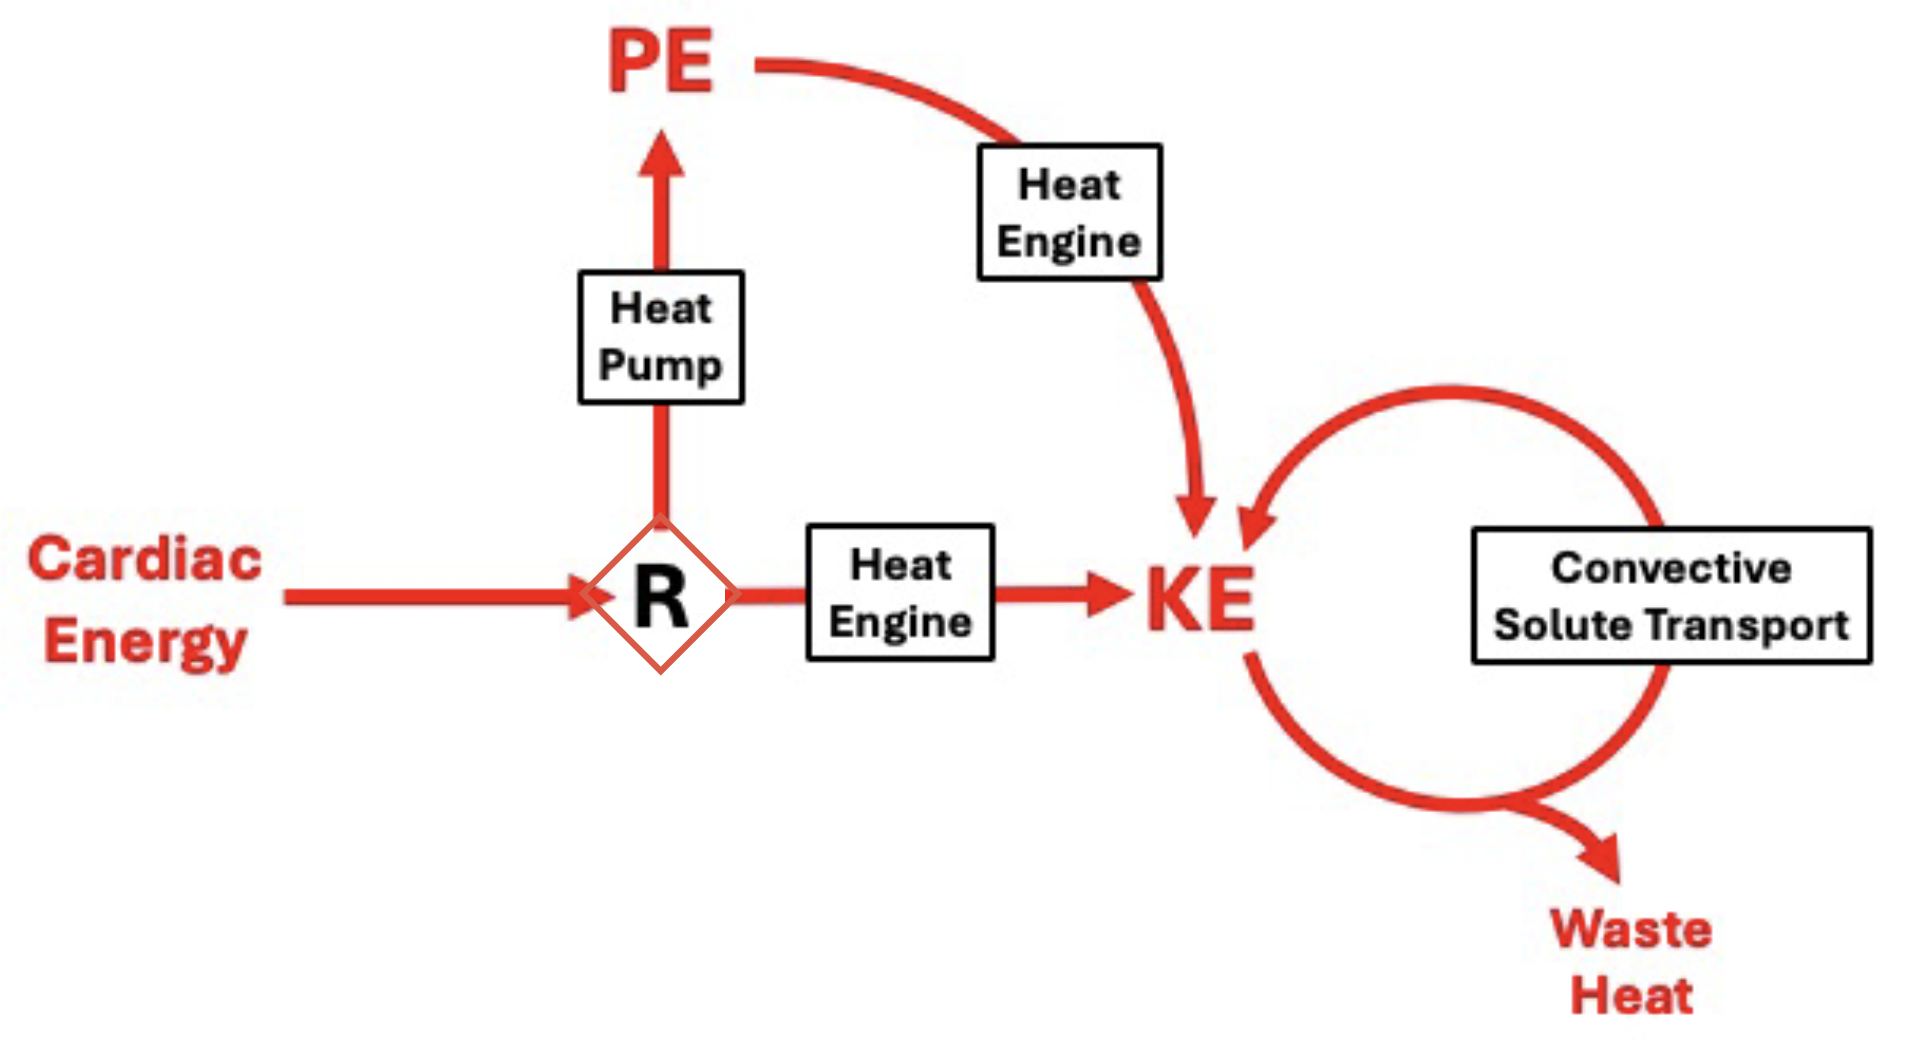 PE
Heat
Engine
Heat
Pump
Cardiac
Energy
R
Heat
Engine
KE
Convective
Solute Transport
Waste
Heat